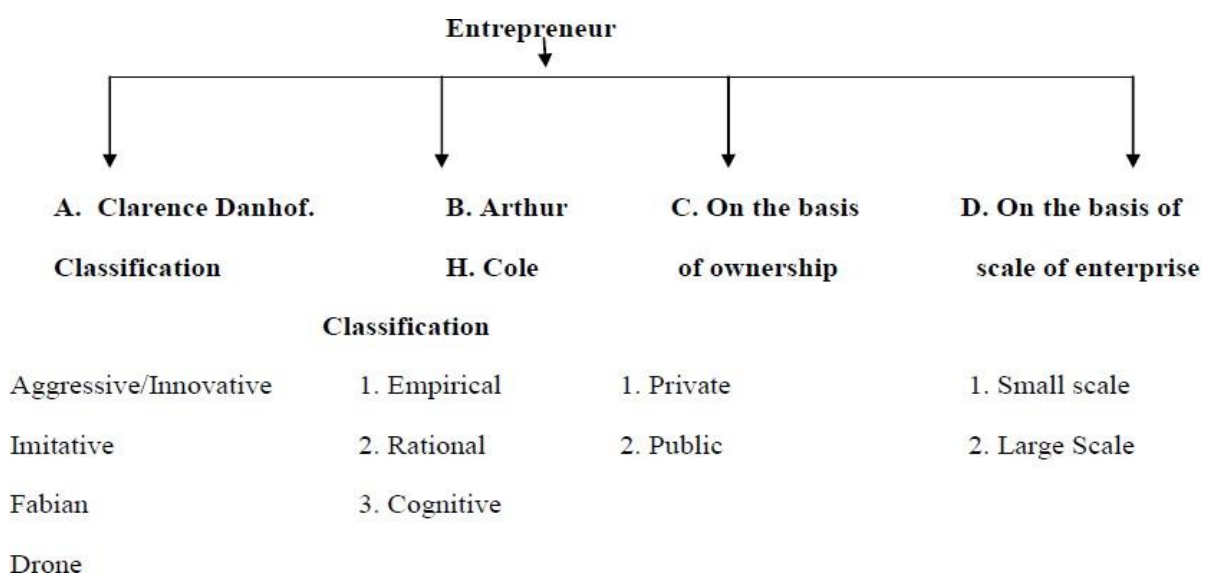 Entrepreneur
A. Clarence Danhof.
Classification
B. Arthur
H. Cole
Classification
C. On the basis
of ownership
D. On the basis of
scale of enterprise
Aggressive/Innovative
Imitative
Fabian
Drone
1. Empirical
2. Rational
3. Cognitive
1. Private
2. Public
1. Small scale
2. Large Scale